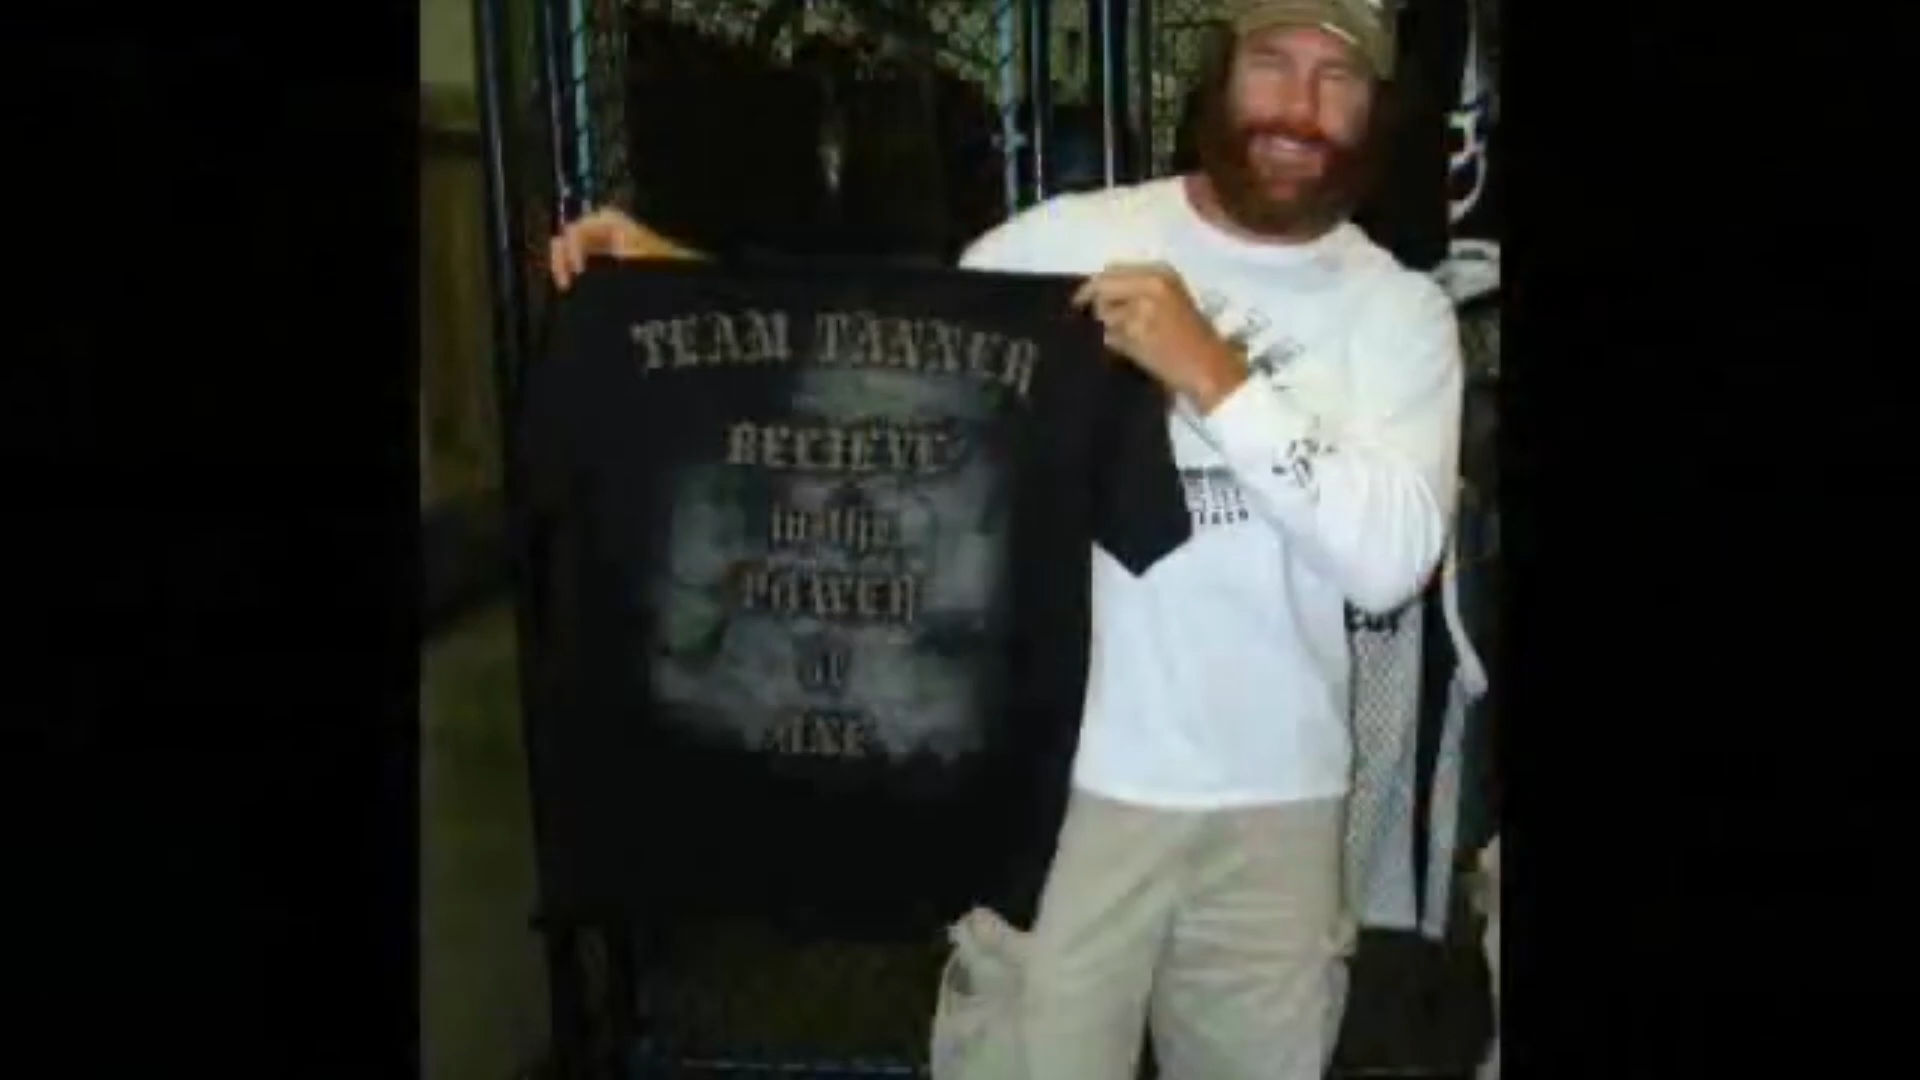 TEAM TANNER
BELIEVE
in the
POWER
of
ONE